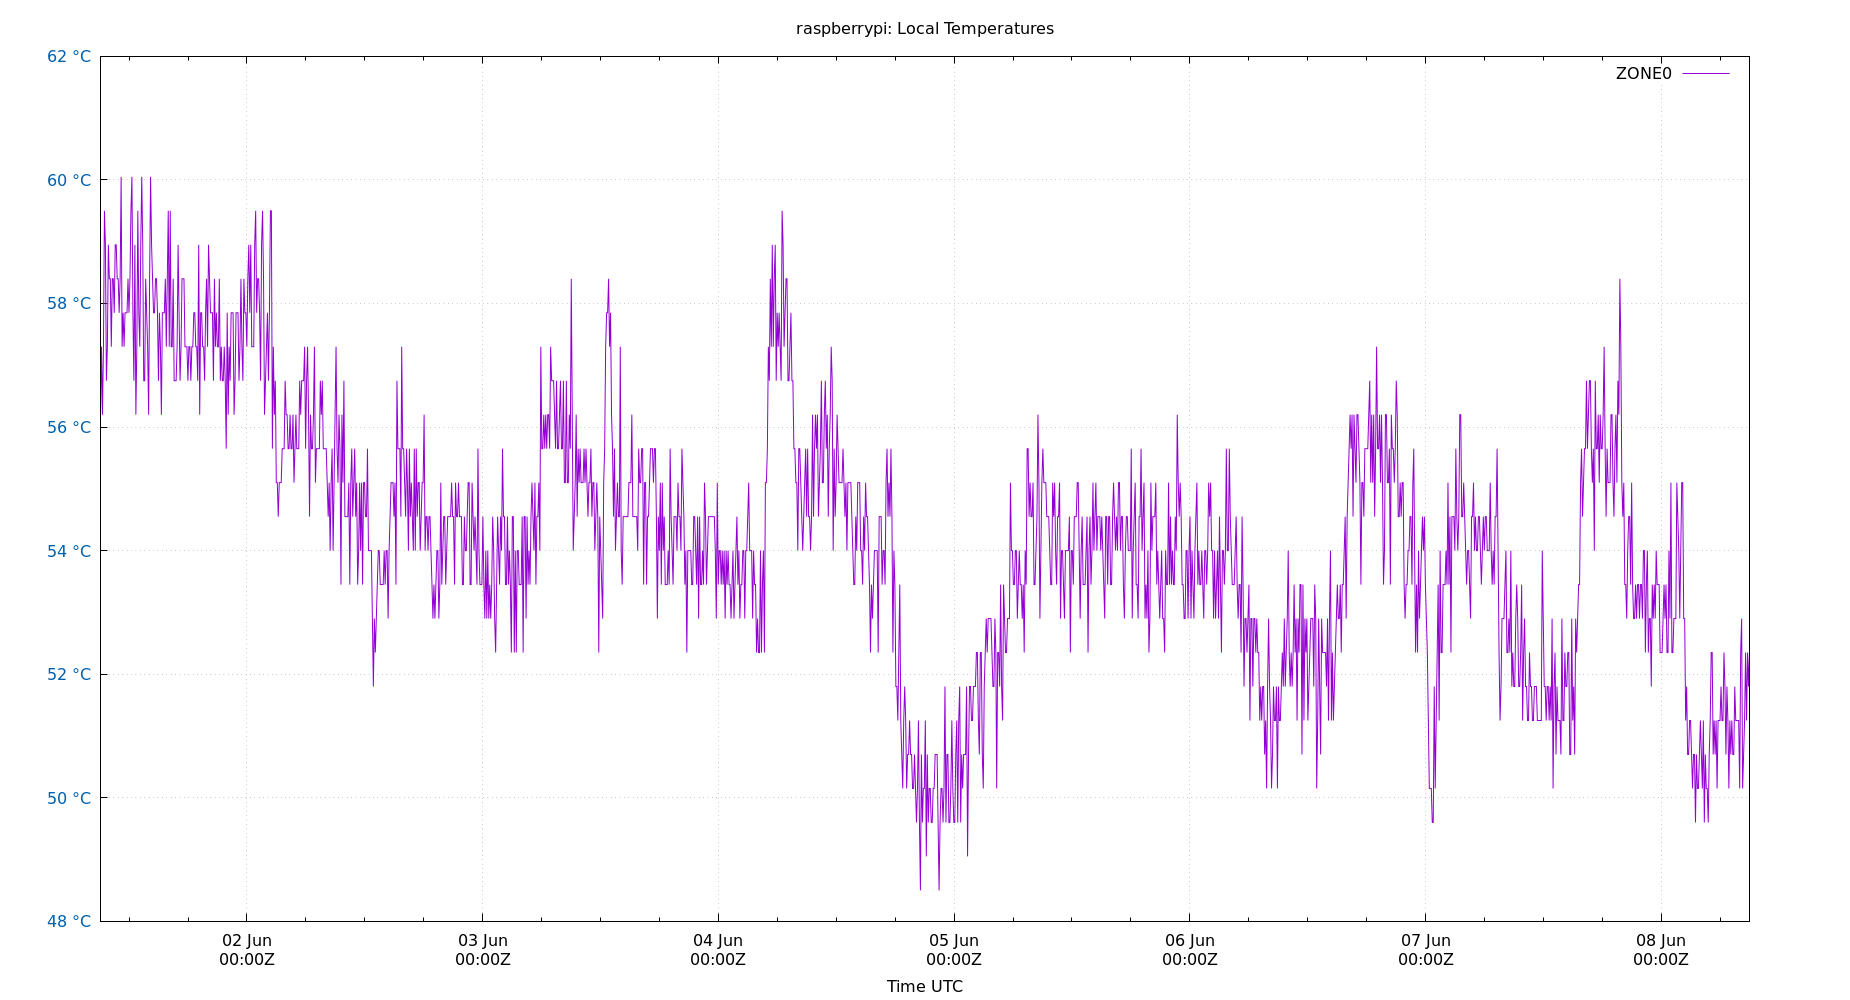 raspberrypi: Local Temperatures
62 °C
ZONE0
60 °C
58 °C
56 °C
54 °C
52 °C
50 °C
48 °C
02 Jun 03 Jun 04 Jun 05 Jun 06 Jun 07 Jun 08 Jun
00:00Z 00:00Z 00:00Z 00:00Z 00:00Z 00:00Z 00:00Z
Time UTC